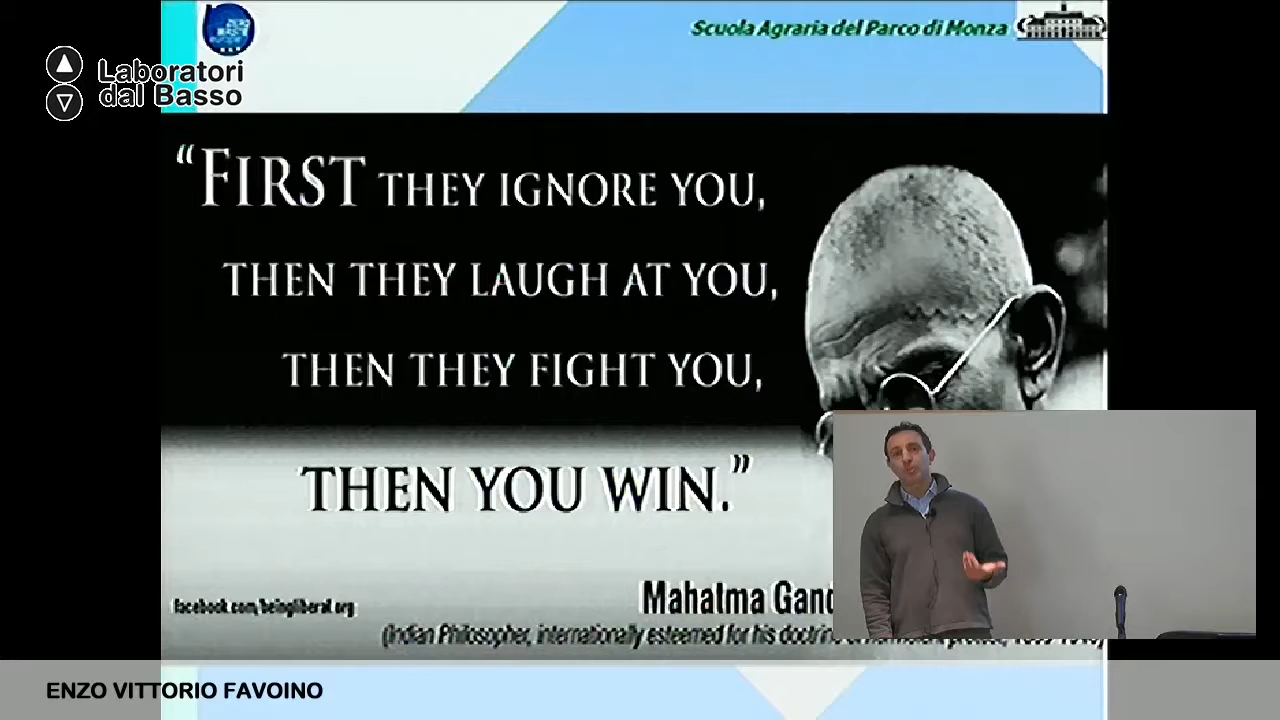 Scuola Agraria del Parco di Monza
Laboratori
dal Basso
“FIRST THEY IGNORE YOU,
THEN THEY LAUGH AT YOU,
THEN THEY FIGHT YOU,
THEN YOU WIN.”
Mahatma
facebook.com/beingliberal.org
(Indian Philosopher, internationally esteemed for his
ENZO VITTORIO FAVOINO